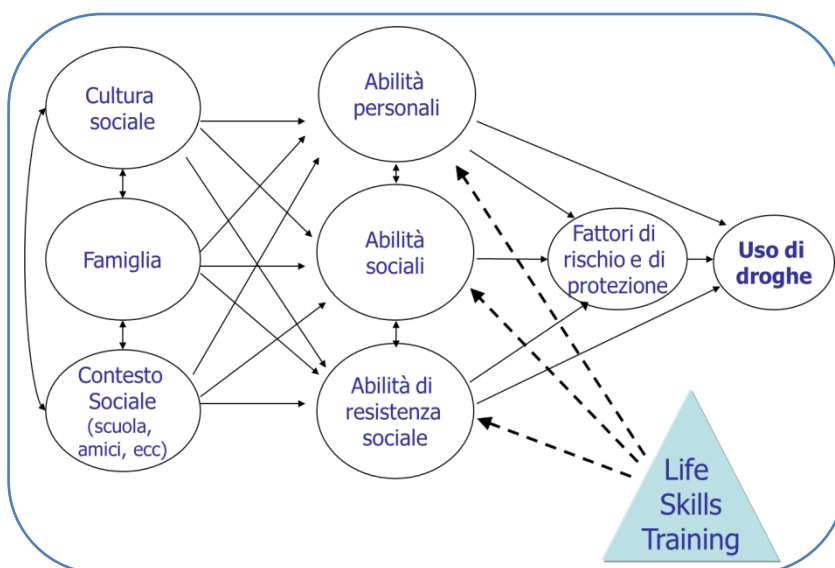 Cultura
sociale
Famiglia
Contesto
Sociale
(scuola,
amici, ecc)
Abilità
personali
Abilità
sociali
Abilità di
resistenza
sociale
Fattori di
rischio e di
protezione
Uso di
droghe
Life
Skills
Training